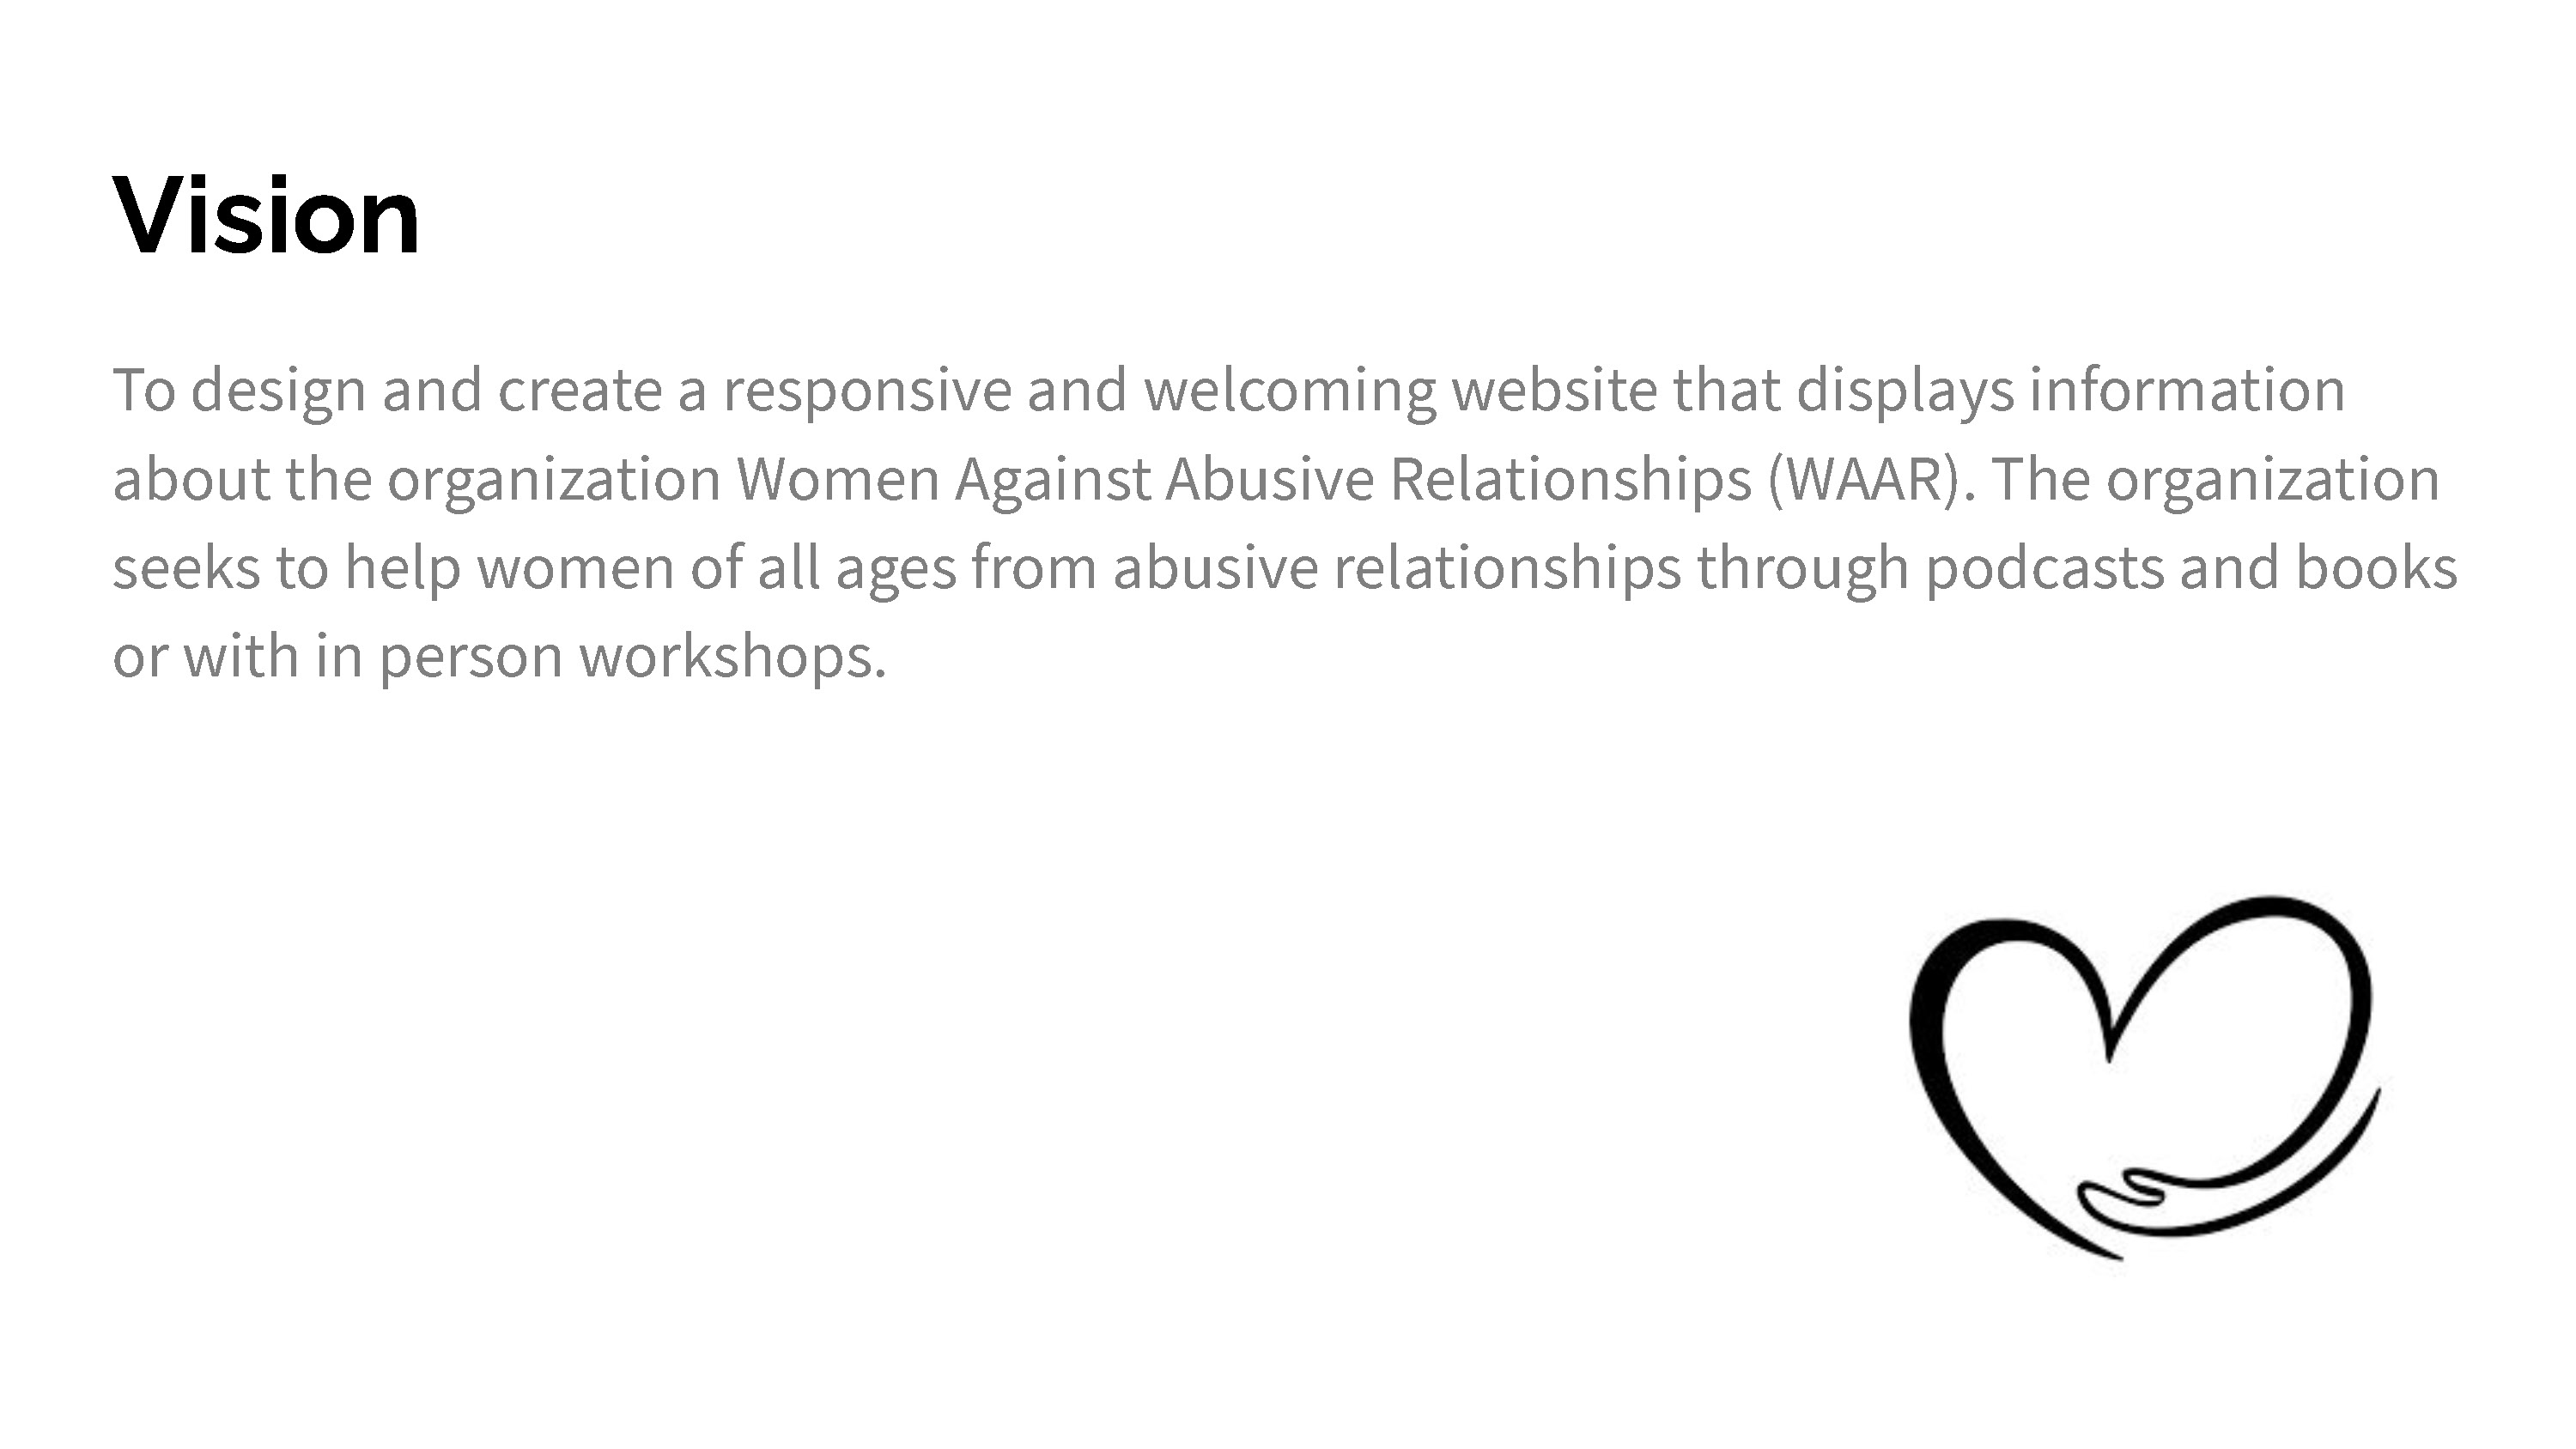 Vision
To design and create a responsive and welcoming website that displays information
about the organization Women Against Abusive Relationships (WAAR). The organization
seeks to help women of all ages from abusive relationships through podcasts and books
or with in person workshops.